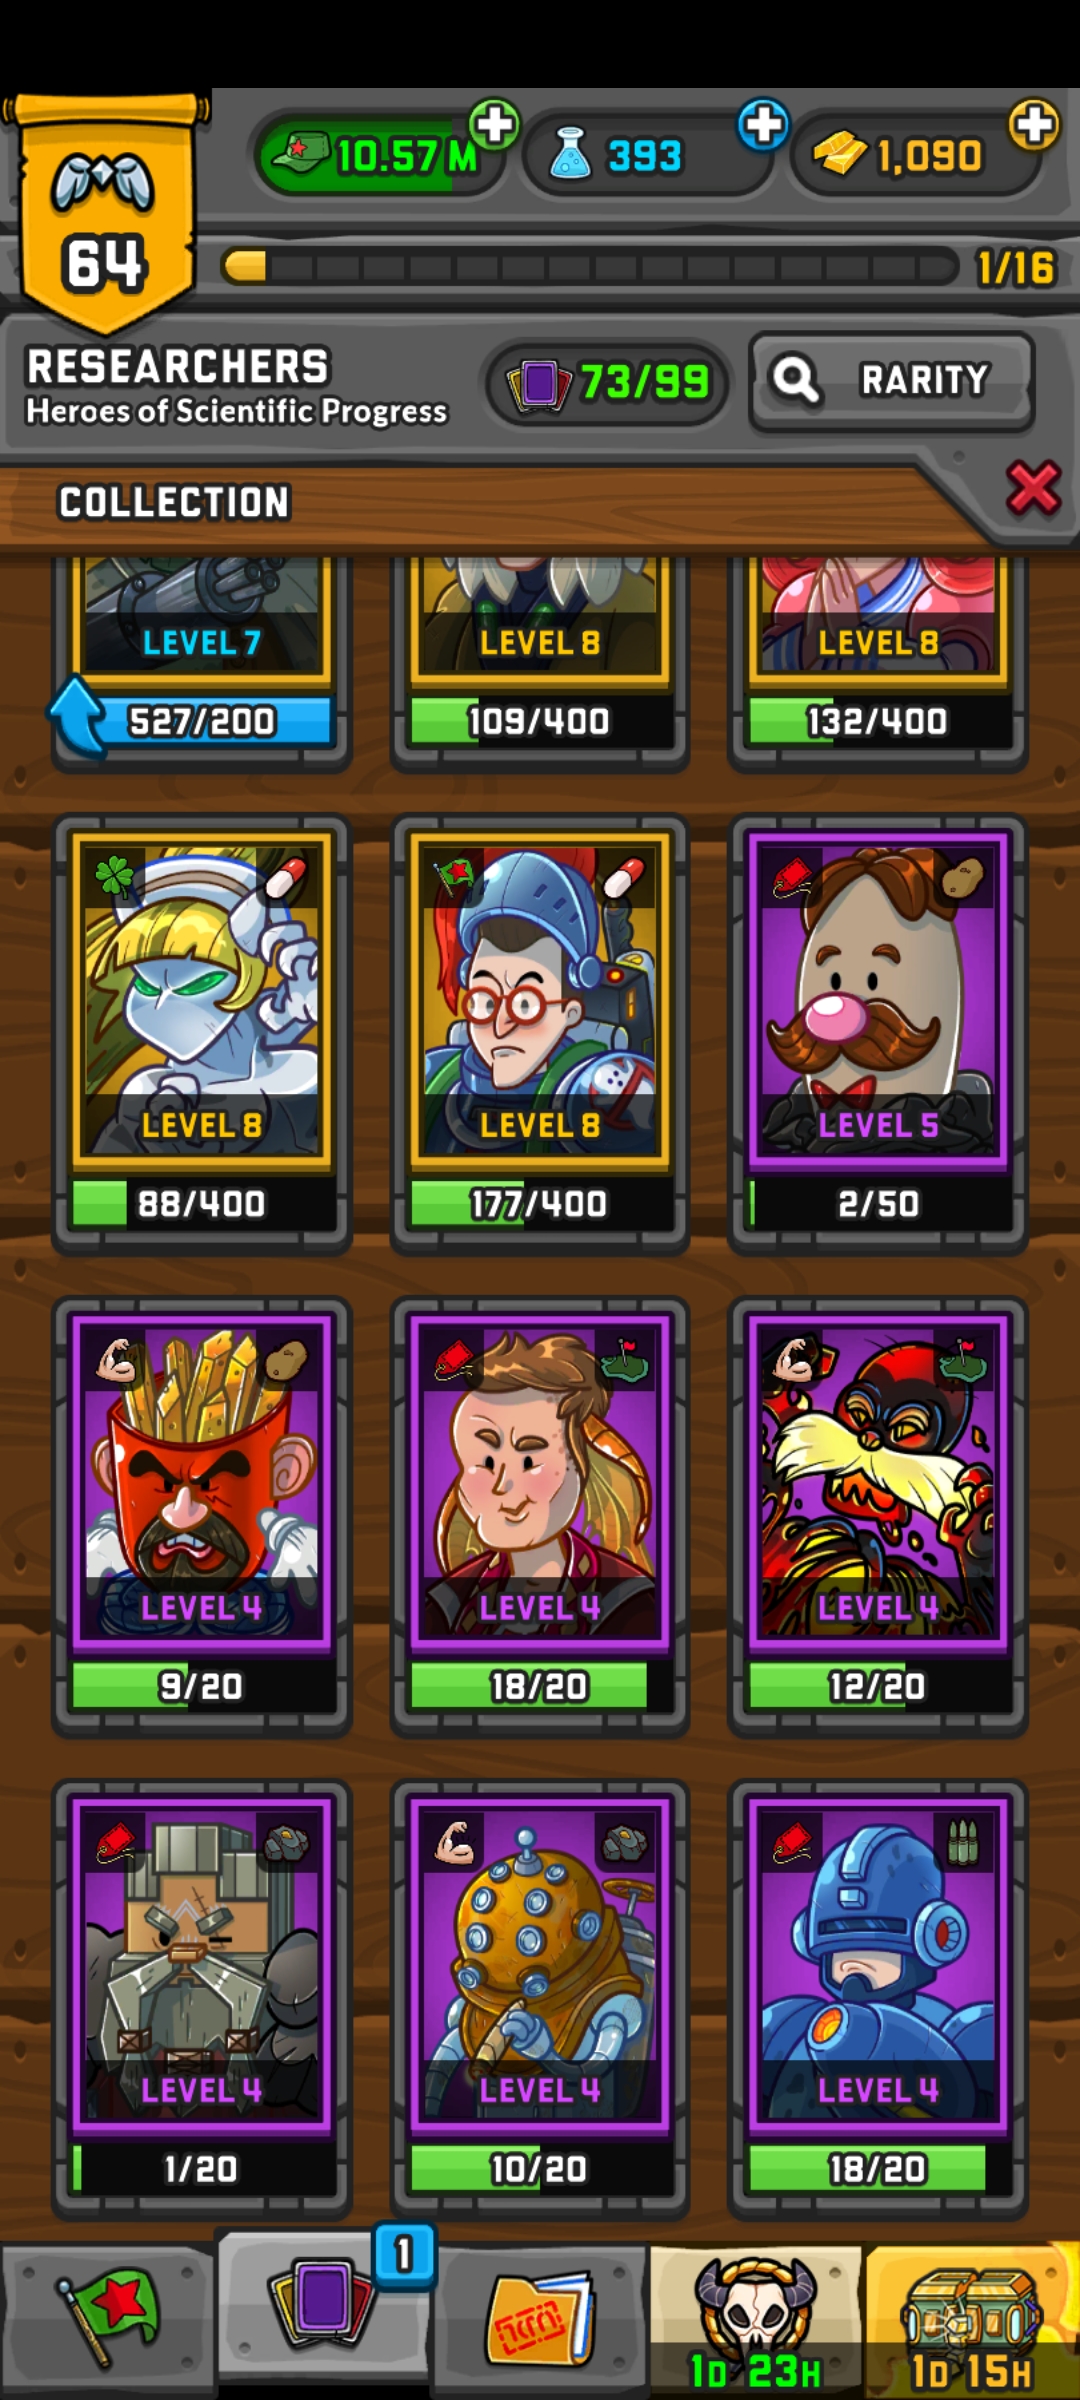 10.57 M
393
1,090
64
1/16
RESEARCHERS
Heroes of Scientific Progress
73/99
RARITY
COLLECTION
LEVEL 7
LEVEL 8
LEVEL 8
527/200
109/400
132/400
LEVEL 8
LEVEL 8
LEVEL 5
88/400
177/400
2/50
LEVEL 4
LEVEL 4
LEVEL 4
9/20
18/20
12/20
LEVEL 4
LEVEL 4
LEVEL 4
1/20
10/20
18/20
1
1D 23H
1D 15H